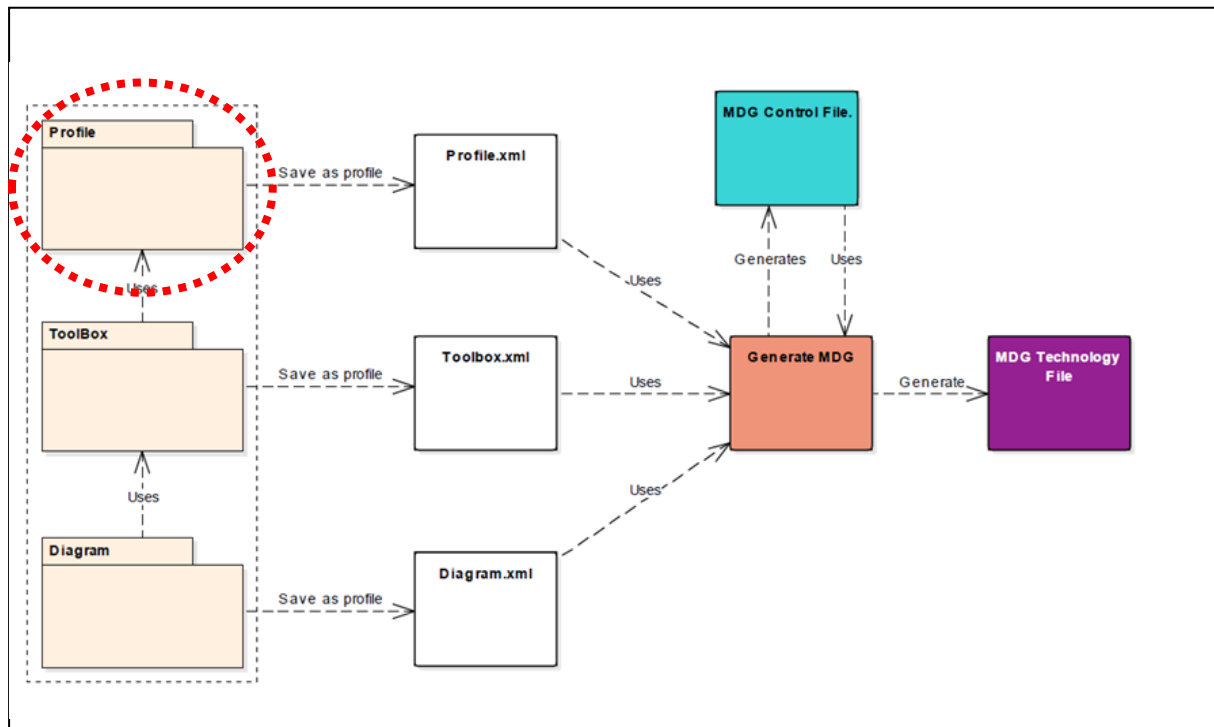 Profile
Save as profile
Profile.xml
MDG Control File.
Uses
Generates
Uses
Uses
ToolBox
Save as profile
Toolbox.xml
Uses
Generate MDG
Generate
MDG Technology
File
Uses
Uses
Diagram
Save as profile
Diagram.xml